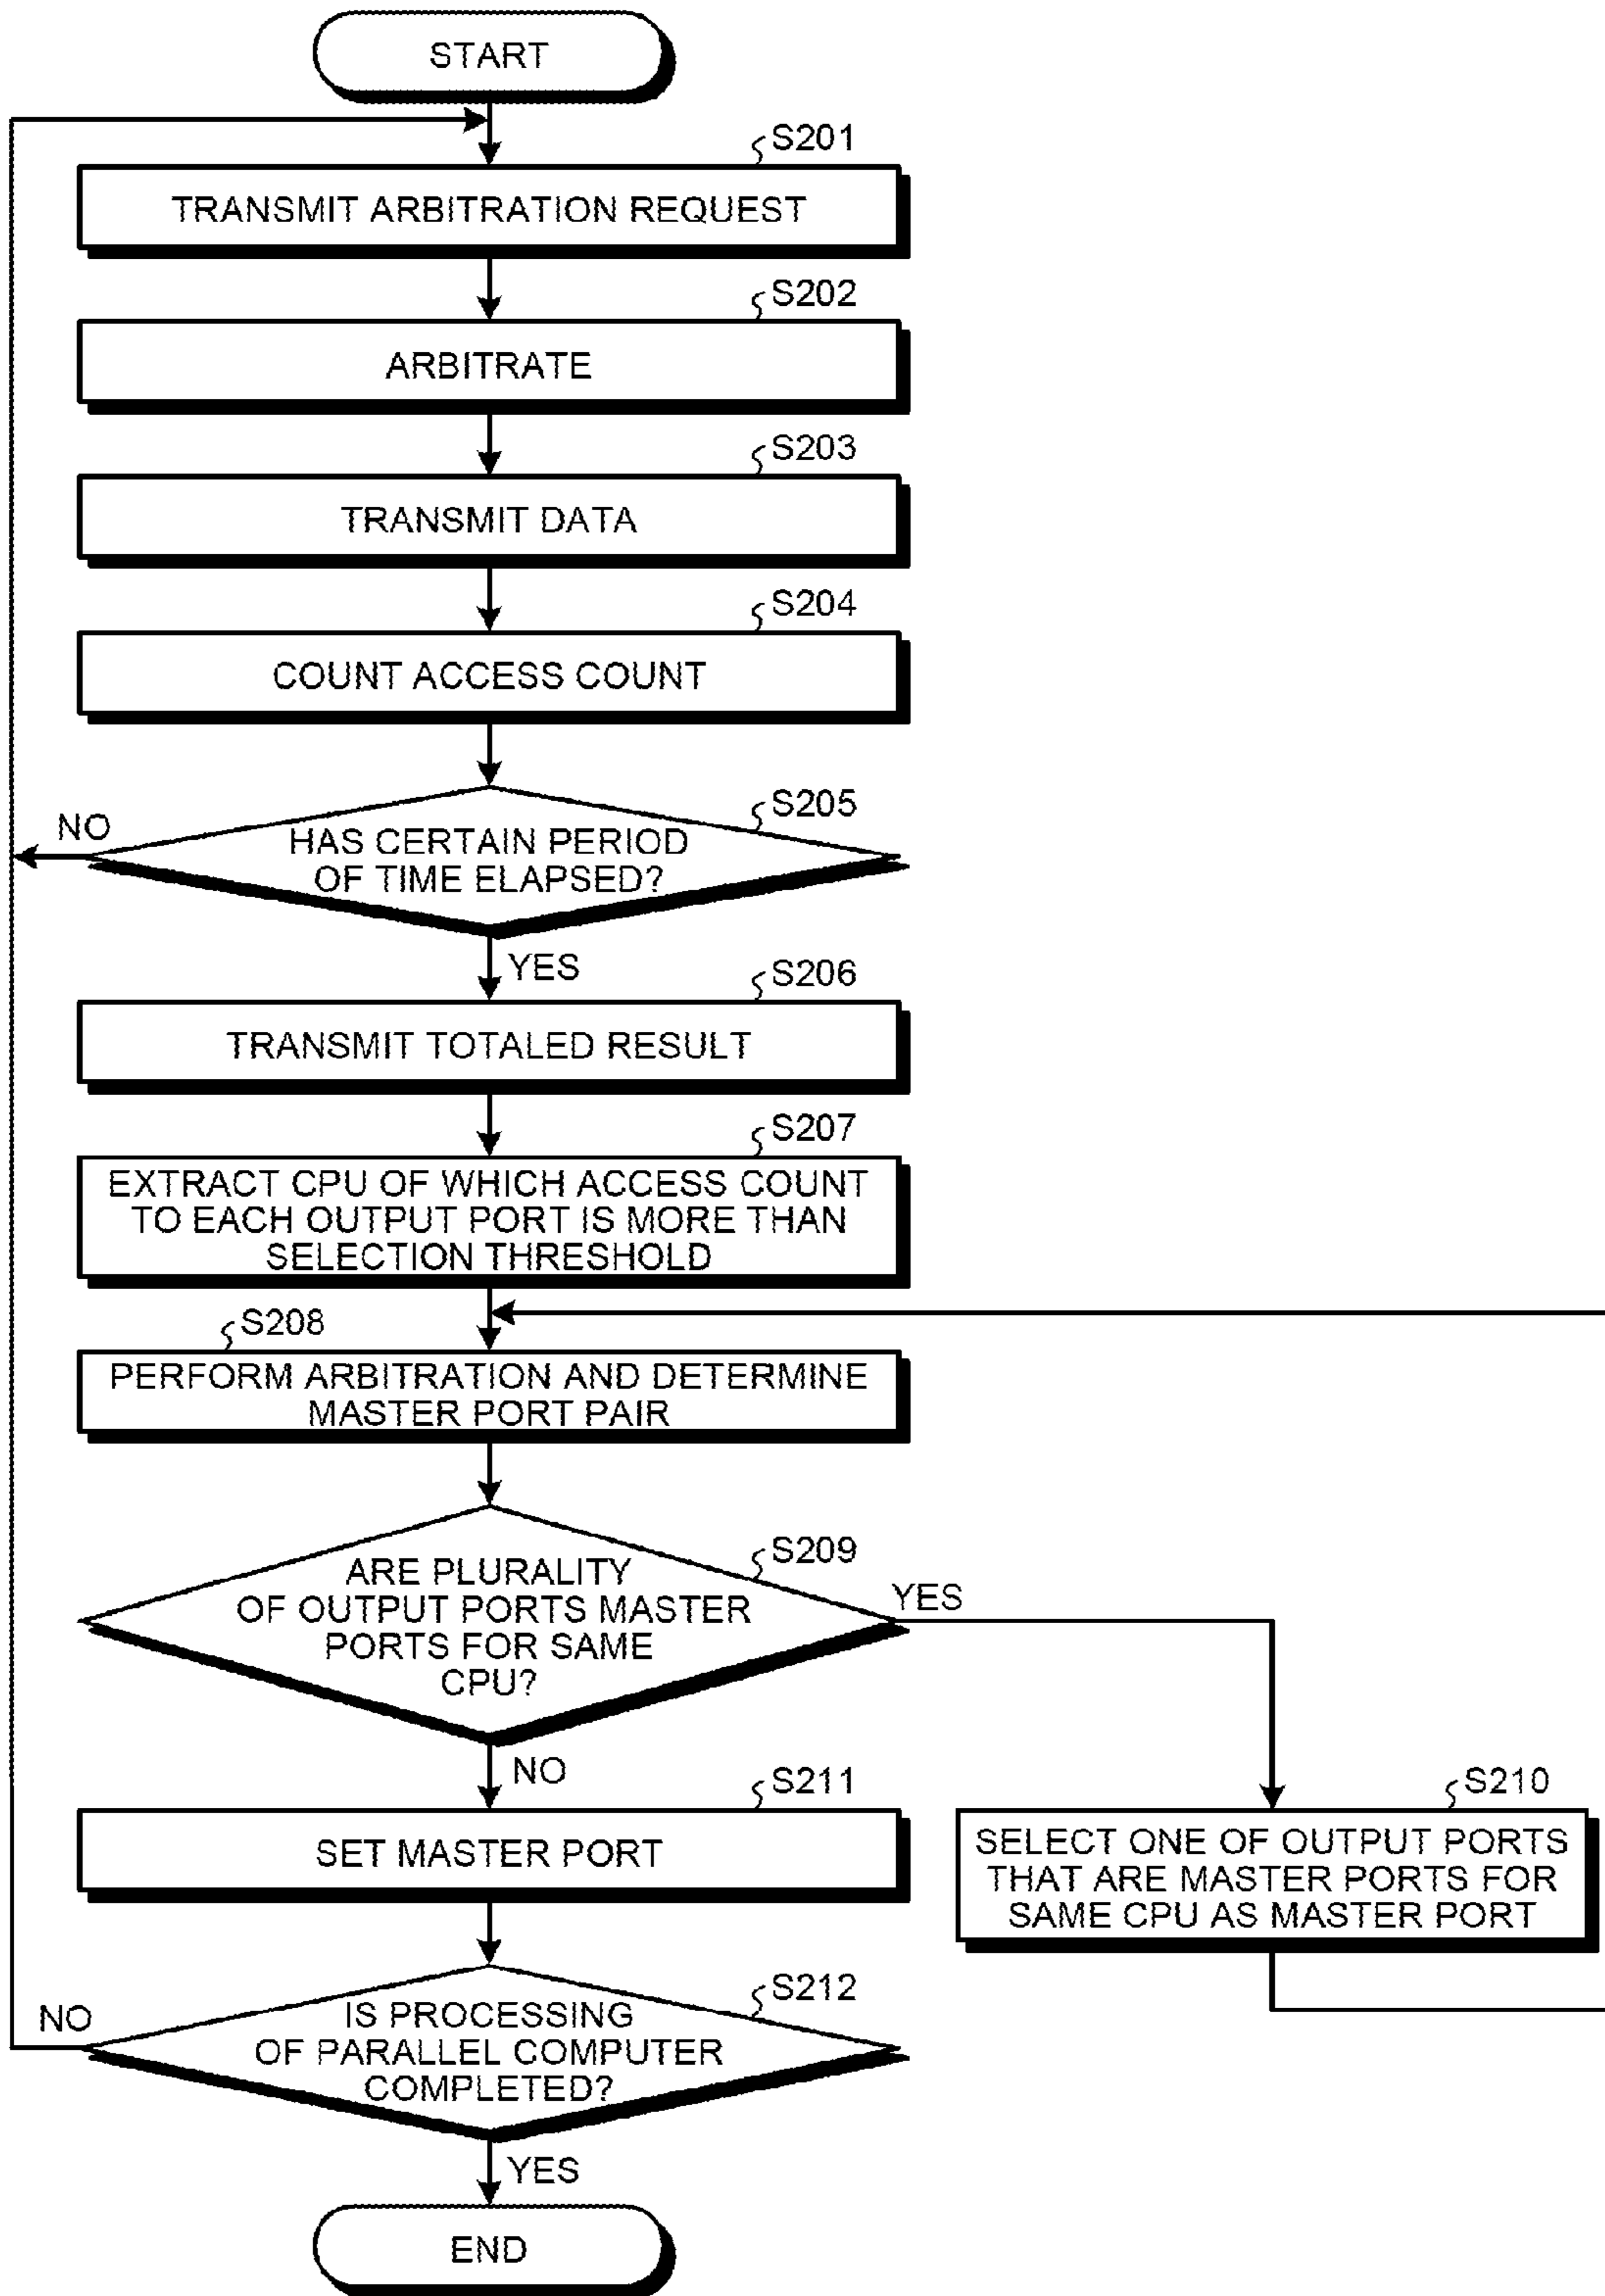 START
S201
TRANSMIT ARBITRATION REQUEST
S202
ARBITRATE
S203
TRANSMIT DATA
S204
COUNT ACCESS COUNT
S205
NO
HAS CERTAIN PERIOD
OF TIME ELAPSED?
YES
S206
TRANSMIT TOTALED RESULT
S207
EXTRACT CPU OF WHICH ACCESS COUNT
TO EACH OUTPUT PORT IS MORE THAN
SELECTION THRESHOLD
S208
PERFORM ARBITRATION AND DETERMINE
MASTER PORT PAIR
S209
ARE PLURALITY
OF OUTPUT PORTS MASTER
PORTS FOR SAME
CPU?
YES
NO
S211
SET MASTER PORT
S210
SELECT ONE OF OUTPUT PORTS
THAT ARE MASTER PORTS FOR
SAME CPU AS MASTER PORT
S212
NO
IS PROCESSING
OF PARALLEL COMPUTER
COMPLETED?
YES
END